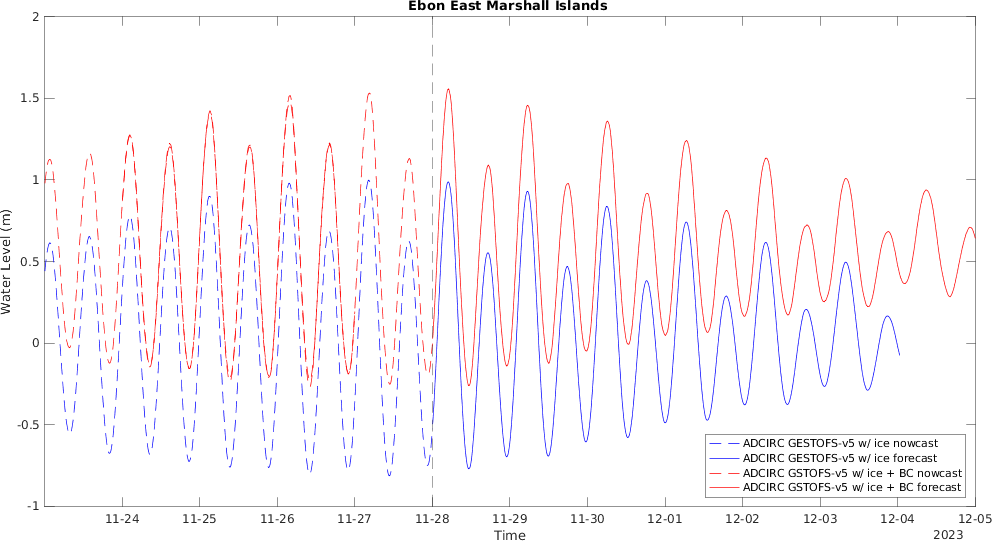 Ebon East Marshall Islands
Water Level (m)
2
1.5
1
0.5
0
-0.5
-1
ADCIRC GESTOFS-v5 w/ ice nowcast
ADCIRC GESTOFS-v5 w/ ice forecast
ADCIRC GSTOFS-v5 w/ ice + BC nowcast
ADCIRC GSTOFS-v5 w/ ice + BC forecast
11-24 11-25 11-26 11-27 11-28 11-29 11-30 12-01 12-02 12-03 12-04 12-05
Time
2023